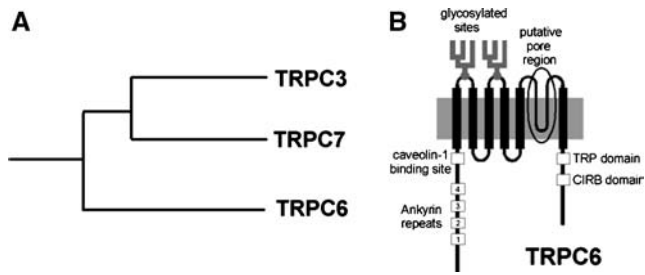 A
TRPC3
TRPC7
TRPC6
B
glycosylated
sites
putative
pore
region
caveolin-1
binding site
TRP domain
CIRB domain
4
3
2
1
Ankyrin
repeats
TRPC6